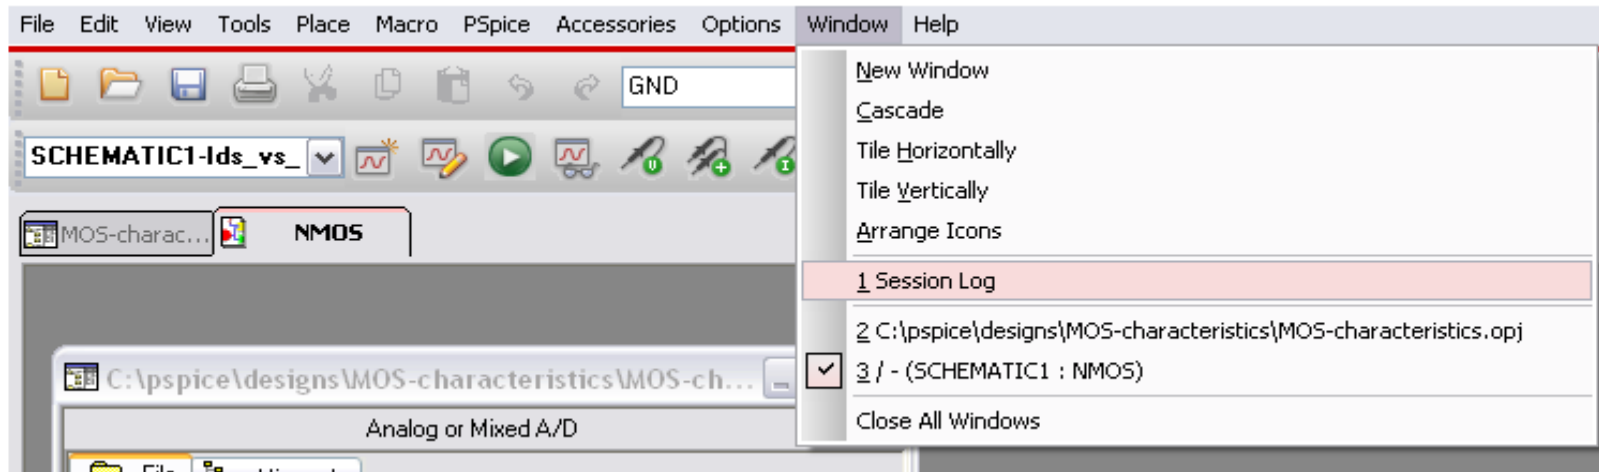 File Edit View Tools Place Macro PSpice Accessories Options Window Help
GND
SCHEMATIC1-Ids_vs_
MOS-charac... NMOS
New Window
Cascade
Tile Horizontally
Tile Vertically
Arrange Icons
1 Session Log
2 C:\pspice\designs\MOS-characteristics\MOS-characteristics.opj
3 / - (SCHEMATIC1 : NMOS)
Close All Windows
C:\pspice\designs\MOS-characteristics\MOS-ch...
Analog or Mixed A/D
File